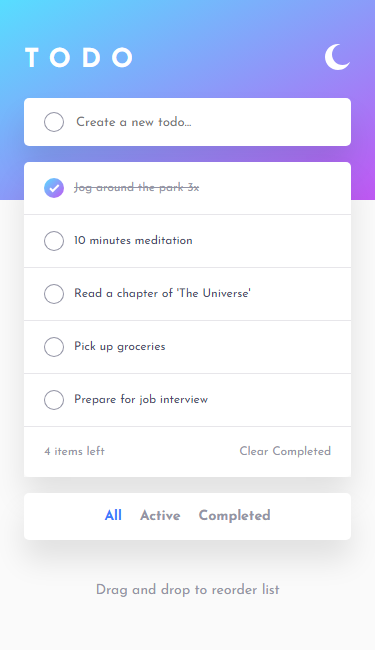 TODO
Create a new todo...
Jog around the park 3x
10 minutes meditation
Read a chapter of 'The Universe'
Pick up groceries
Prepare for job interview
4 items left Clear Completed
All Active Completed
Drag and drop to reorder list